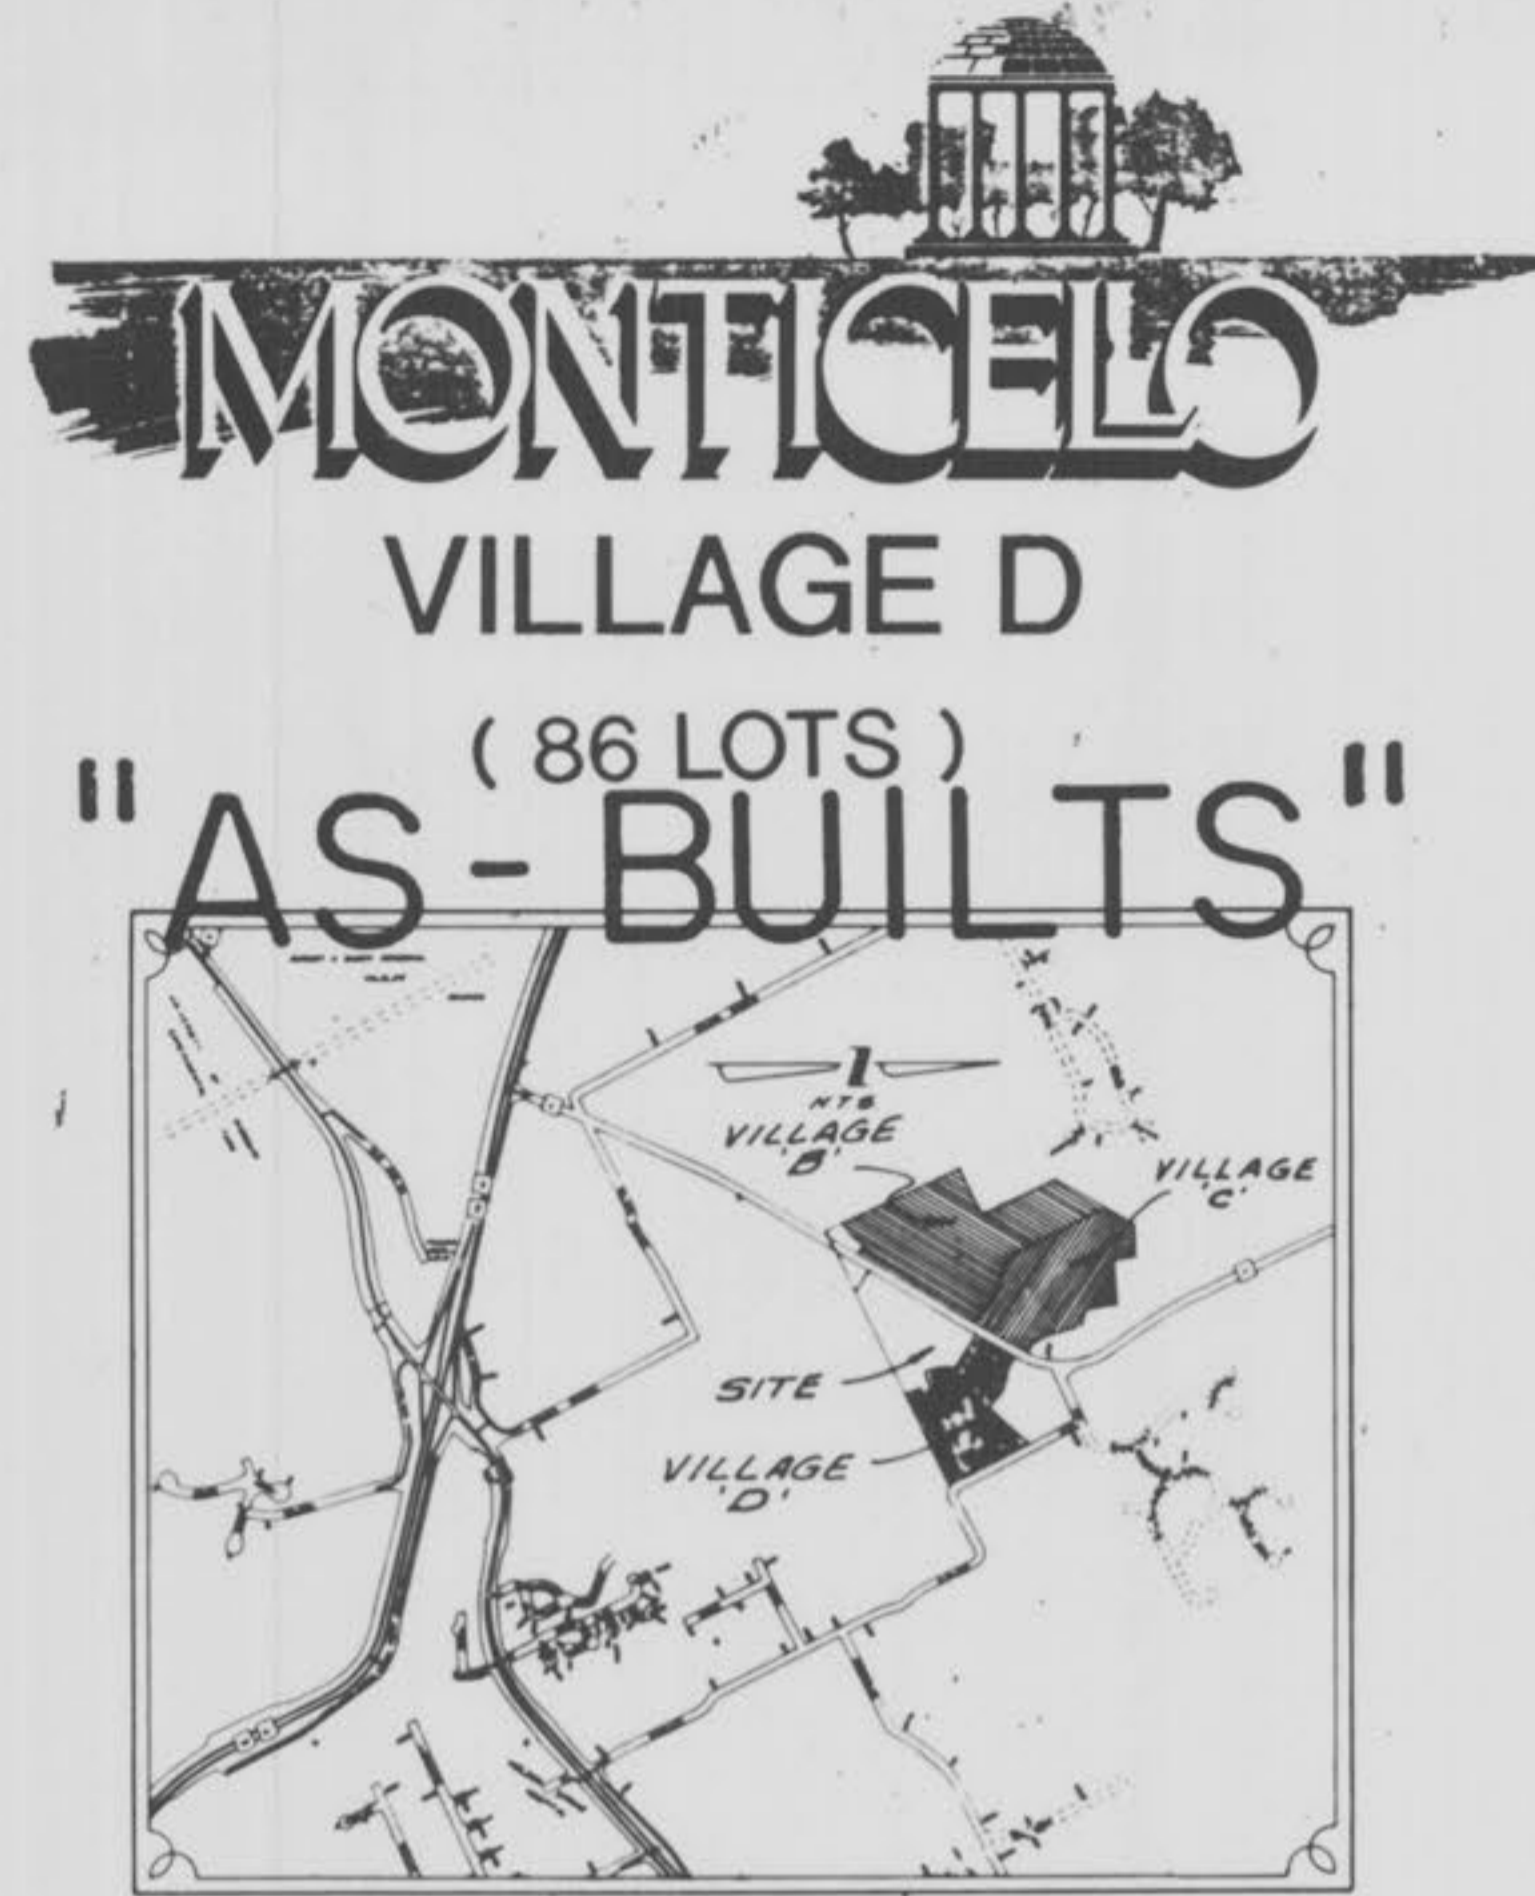 MONTICELLO
VILLAGE D
( 86 LOTS )
"AS-BUILTS"
NTS
VILLAGE
'B'
VILLAGE
'C'
SITE
VILLAGE
'D'